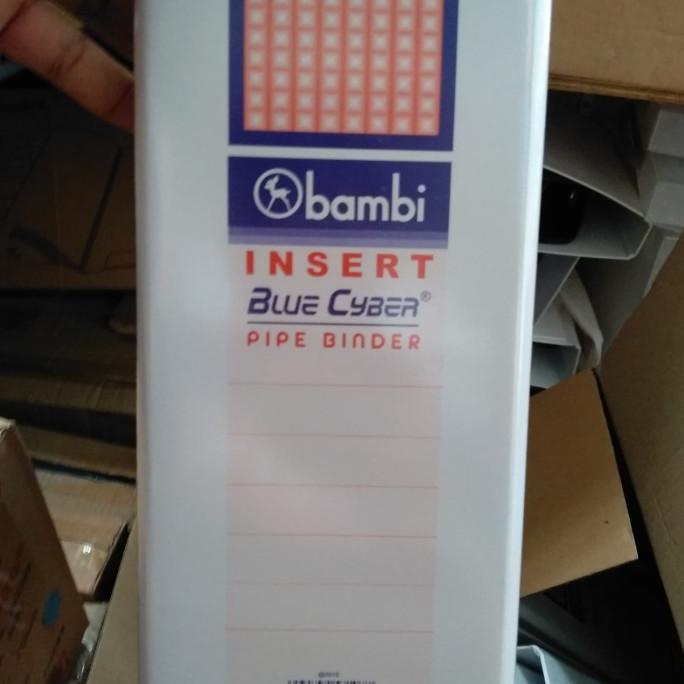 bambi
INSERT
BLUE CYBER®
PIPE BINDER